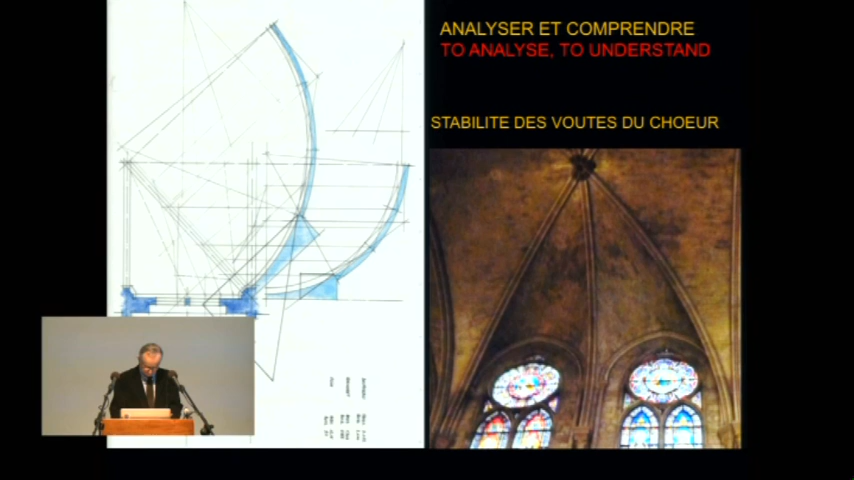 ANALYSER ET COMPRENDRE
TO ANALYSE, TO UNDERSTAND
STABILITE DES VOUTES DU CHOEUR